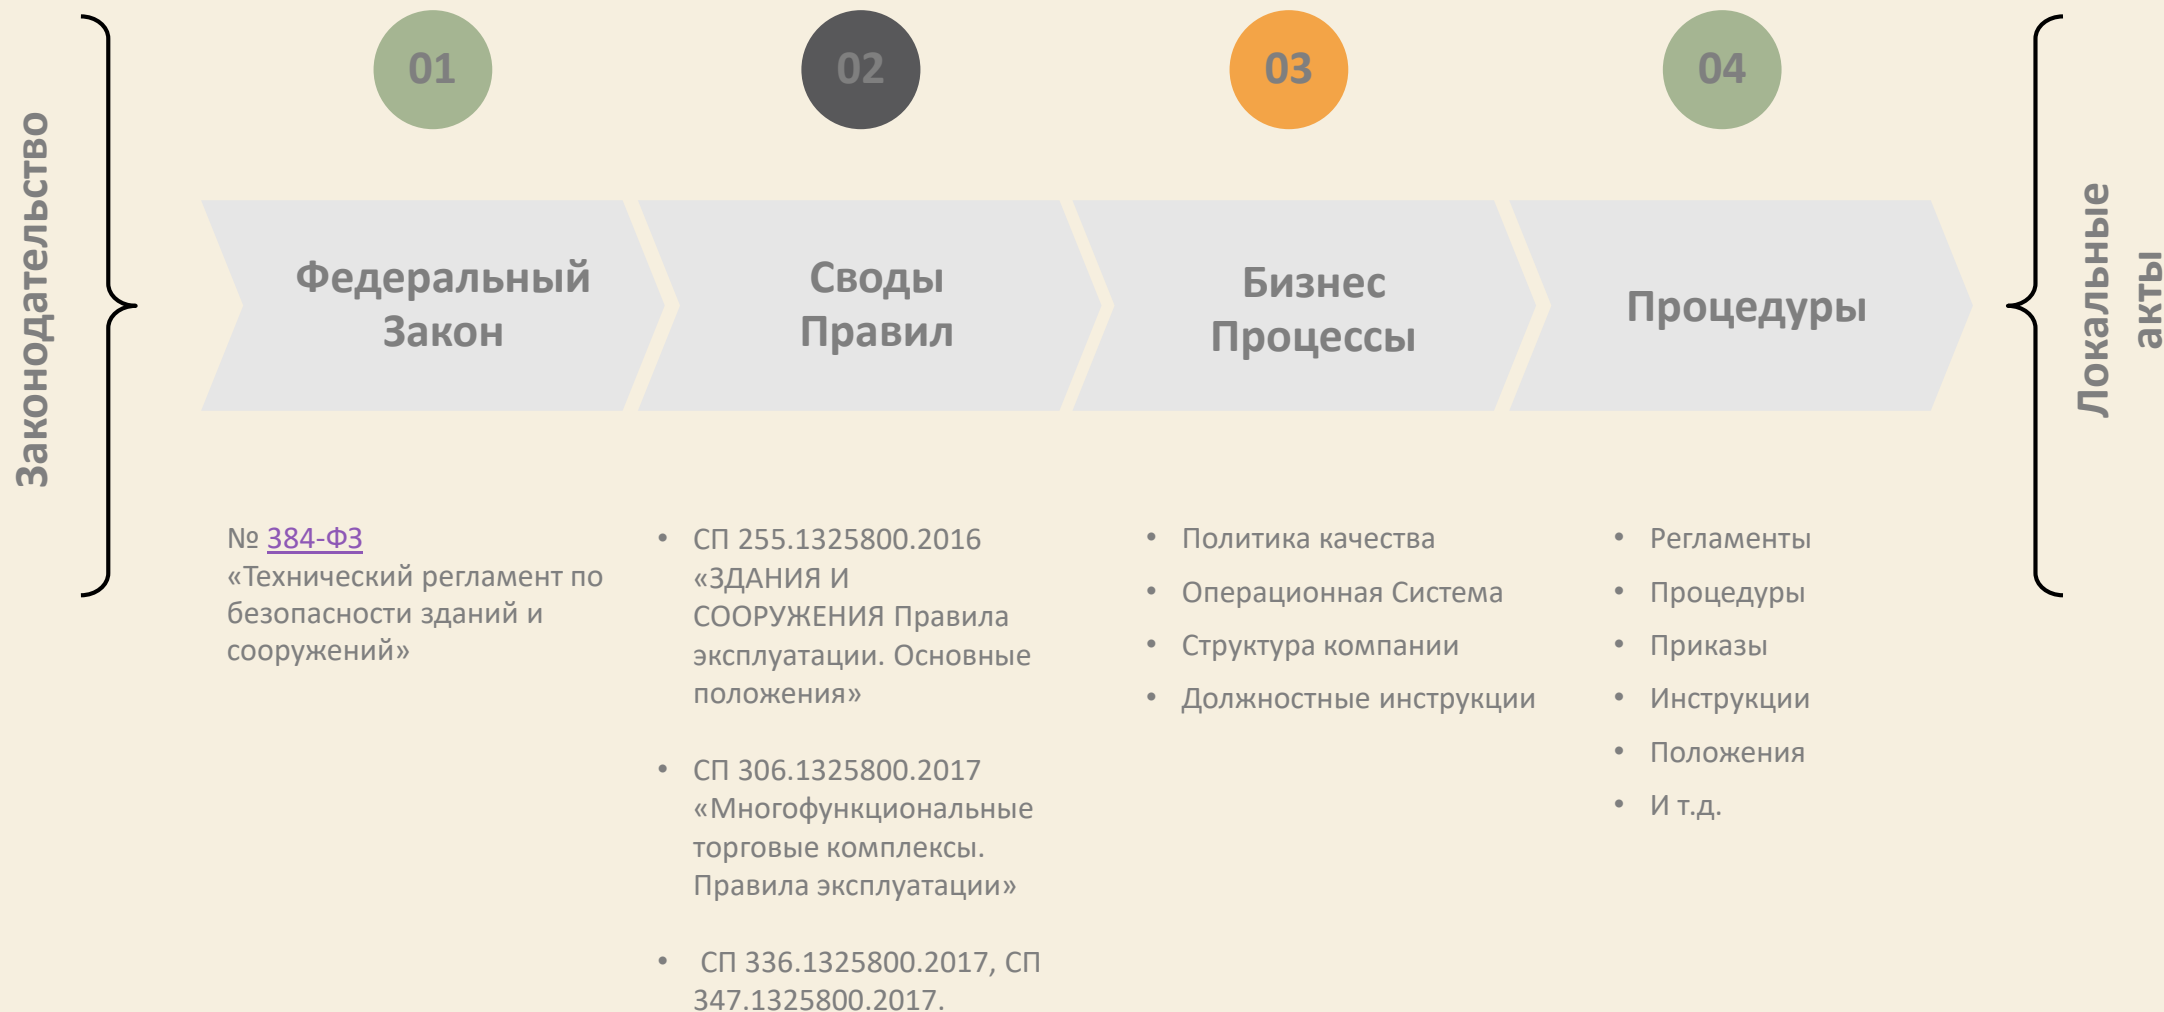 Законодательство
01
02
03
04
Федеральный
Закон
Своды
Правил
Бизнес
Процессы
Процедуры
Локальные
акты
№ 384-ФЗ
«Технический регламент по
безопасности зданий и
сооружений»
• СП 255.1325800.2016
«ЗДАНИЯ И
СООРУЖЕНИЯ Правила
эксплуатации. Основные
положения»
• СП 306.1325800.2017
«Многофункциональные
торговые комплексы.
Правила эксплуатации»
• СП 336.1325800.2017, СП
347.1325800.2017.
• Политика качества
• Операционная Система
• Структура компании
• Должностные инструкции
• Регламенты
• Процедуры
• Приказы
• Инструкции
• Положения
• И т.д.